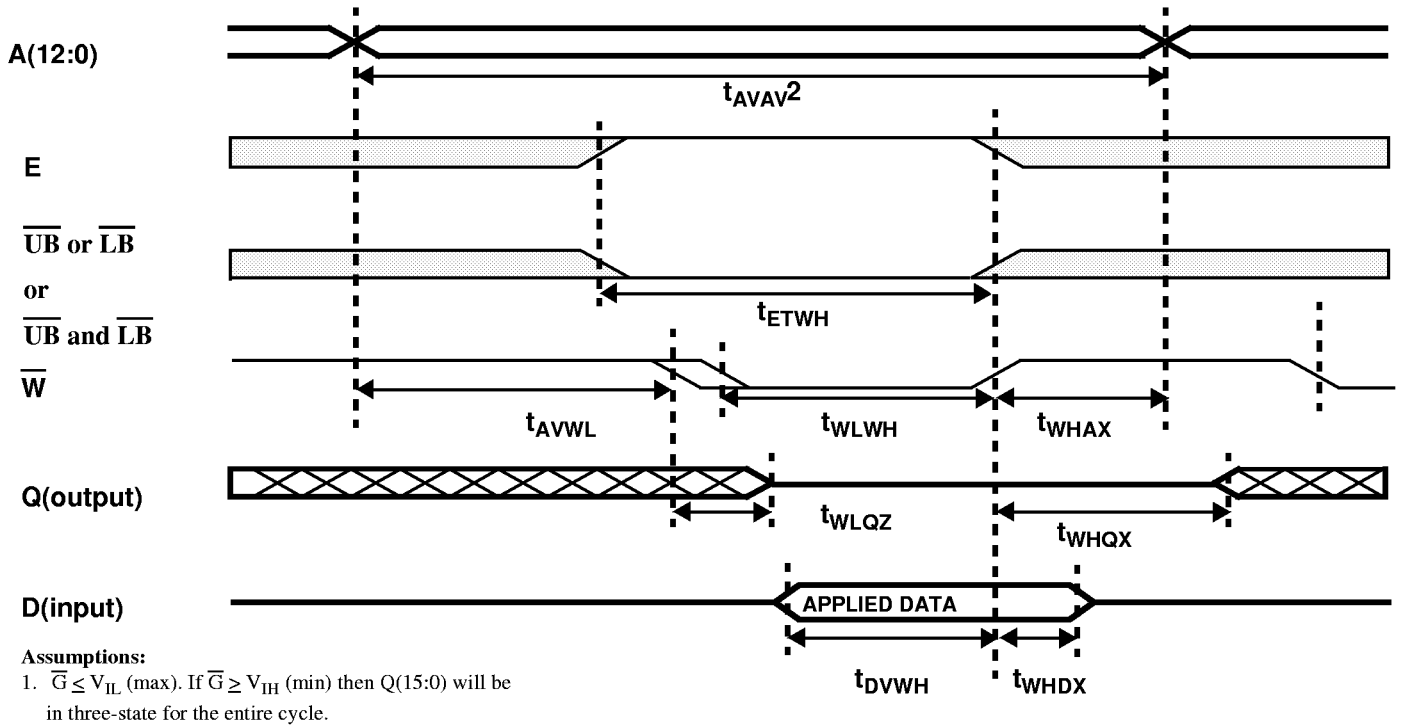 A(12:0)
tAVAV2
E
UB or LB
or
UB and LB
tETWH
W
tAVWL
tWLWH
tWHAX
Q(output)
tWLQZ
tWHQX
D(input)
APPLIED DATA
tDVWH
tWHDX
Assumptions:
1. G ≤ VIL (max). If G ≥ VIH (min) then Q(15:0) will be
in three-state for the entire cycle.